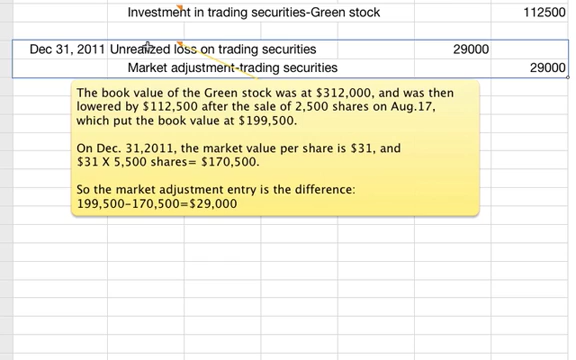 Investment in trading securities-Green stock 112500
Dec 31, 2011 Unrealized loss on trading securities 29000
Market adjustment-trading securities 29000
The book value of the Green stock was at $312,000, and was then
lowered by $112,500 after the sale of 2,500 shares on Aug.17,
which put the book value at $199,500.
On Dec. 31,2011, the market value per share is $31, and
$31 X 5,500 shares= $170,500.
So the market adjustment entry is the difference:
199,500-170,500=$29,000